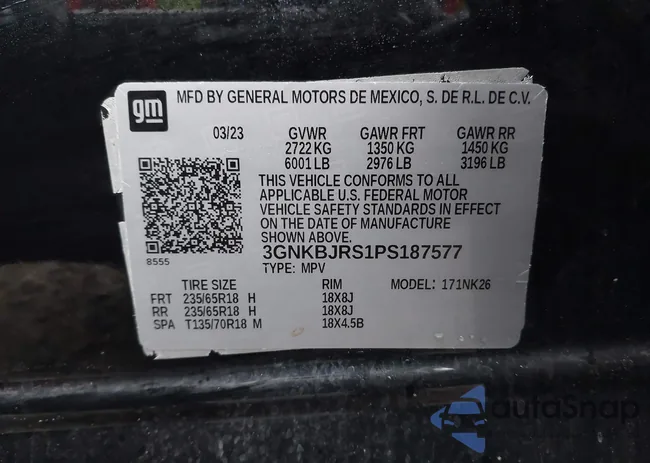 gm
MFD BY GENERAL MOTORS DE MEXICO, S. DE R.L. DE C.V.
03/23 GVWR GAWR FRT GAWR RR
2722 KG 1350 KG 1450 KG
6001 LB 2976 LB 3196 LB
THIS VEHICLE CONFORMS TO ALL
APPLICABLE U.S. FEDERAL MOTOR
VEHICLE SAFETY STANDARDS IN EFFECT
ON THE DATE OF MANUFACTURE
SHOWN ABOVE.
3GNKBJRS1PS187577
8555
TYPE: MPV
TIRE SIZE RIM MODEL: 171NK26
FRT 235/65R18 H 18X8J
RR 235/65R18 H 18X8J
SPA T135/70R18 M 18X4.5B
autoSnap